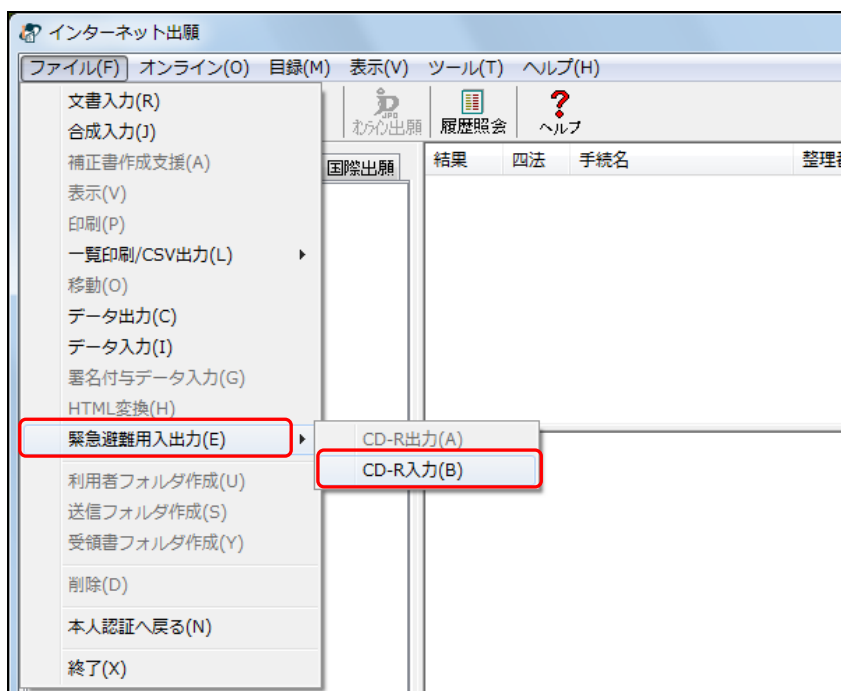 インターネット出願
ファイル(F) オンライン(O) 目録(M) 表示(V) ツール(T) ヘルプ(H)
オンライン出願 履歴照会 ヘルプ
国際出願 結果 四法 手続名 整理
文書入力(R)
合成入力(J)
補正書作成支援(A)
表示(V)
印刷(P)
一覧印刷/CSV出力(L)
移動(O)
データ出力(C)
データ入力(I)
署名付与データ入力(G)
HTML変換(H)
緊急避難用入出力(E)
CD-R出力(A)
CD-R入力(B)
利用者フォルダ作成(U)
送信フォルダ作成(S)
受領書フォルダ作成(Y)
削除(D)
本人認証へ戻る(N)
終了(X)